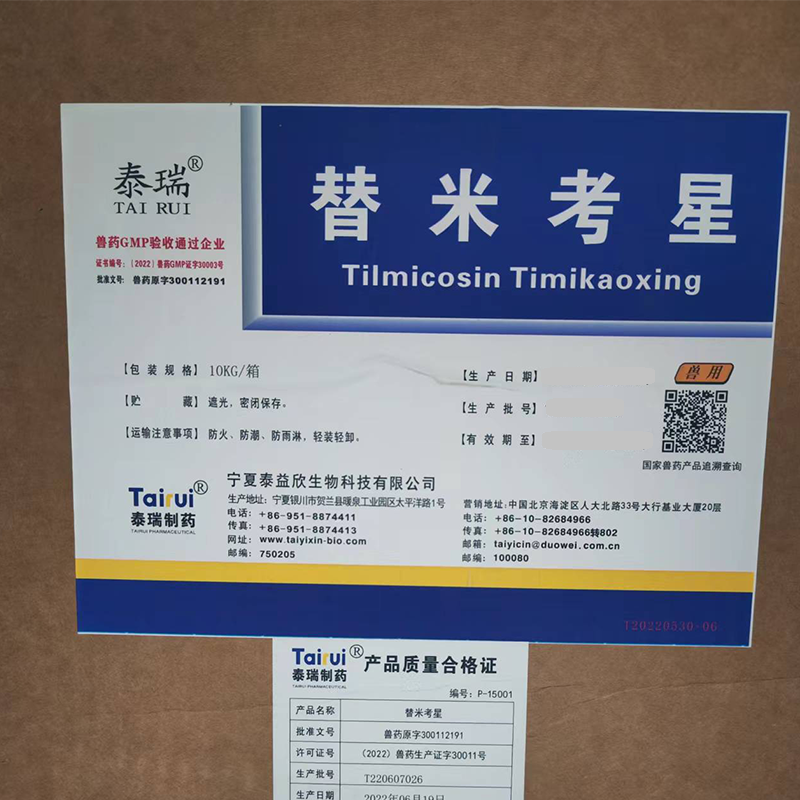 泰瑞®
TAI RUI
兽药GMP验收通过企业
证书编号:(2022)兽药GMP证字30003号
批准文号: 兽药原字300112191
替米考星
Tilmicosin Timikaoxing
【包装规格】 10KG/箱
【贮 藏】 遮光,密闭保存。
【运输注意事项】 防火、防潮、防雨淋,轻装轻卸.
【生产日期】
【生产批号】
【有效期至】
兽用
国家兽药产品追溯查询
Tairui®
泰瑞制药
TAIRUI PHARMACEUTICAL
宁夏泰益欣生物科技有限公司
生产地址: 宁夏银川市贺兰县暖泉工业园区太平洋路1号
电话: +86-951-8874411
传真: +86-951-8874413
网址: www.taiyixin-bio.com
邮编: 750205
营销地址:中国北京海淀区人大北路33号大行基业大厦20层
电话: +86-10-82684966
传真: +86-10-82684966转802
邮箱: taiyicin@duowei.com.cn
邮编: 100080
T20220530-06
Tairui®
泰瑞制药
TAIRUI PHARMACEUTICAL
产品质量合格证
编号: P-15001
产品名称 替米考星
批准文号 兽药原字300112191
许可证号 (2022)兽药生产证字30011号
生产批号 T220607026
生产日期 2022年06月19日